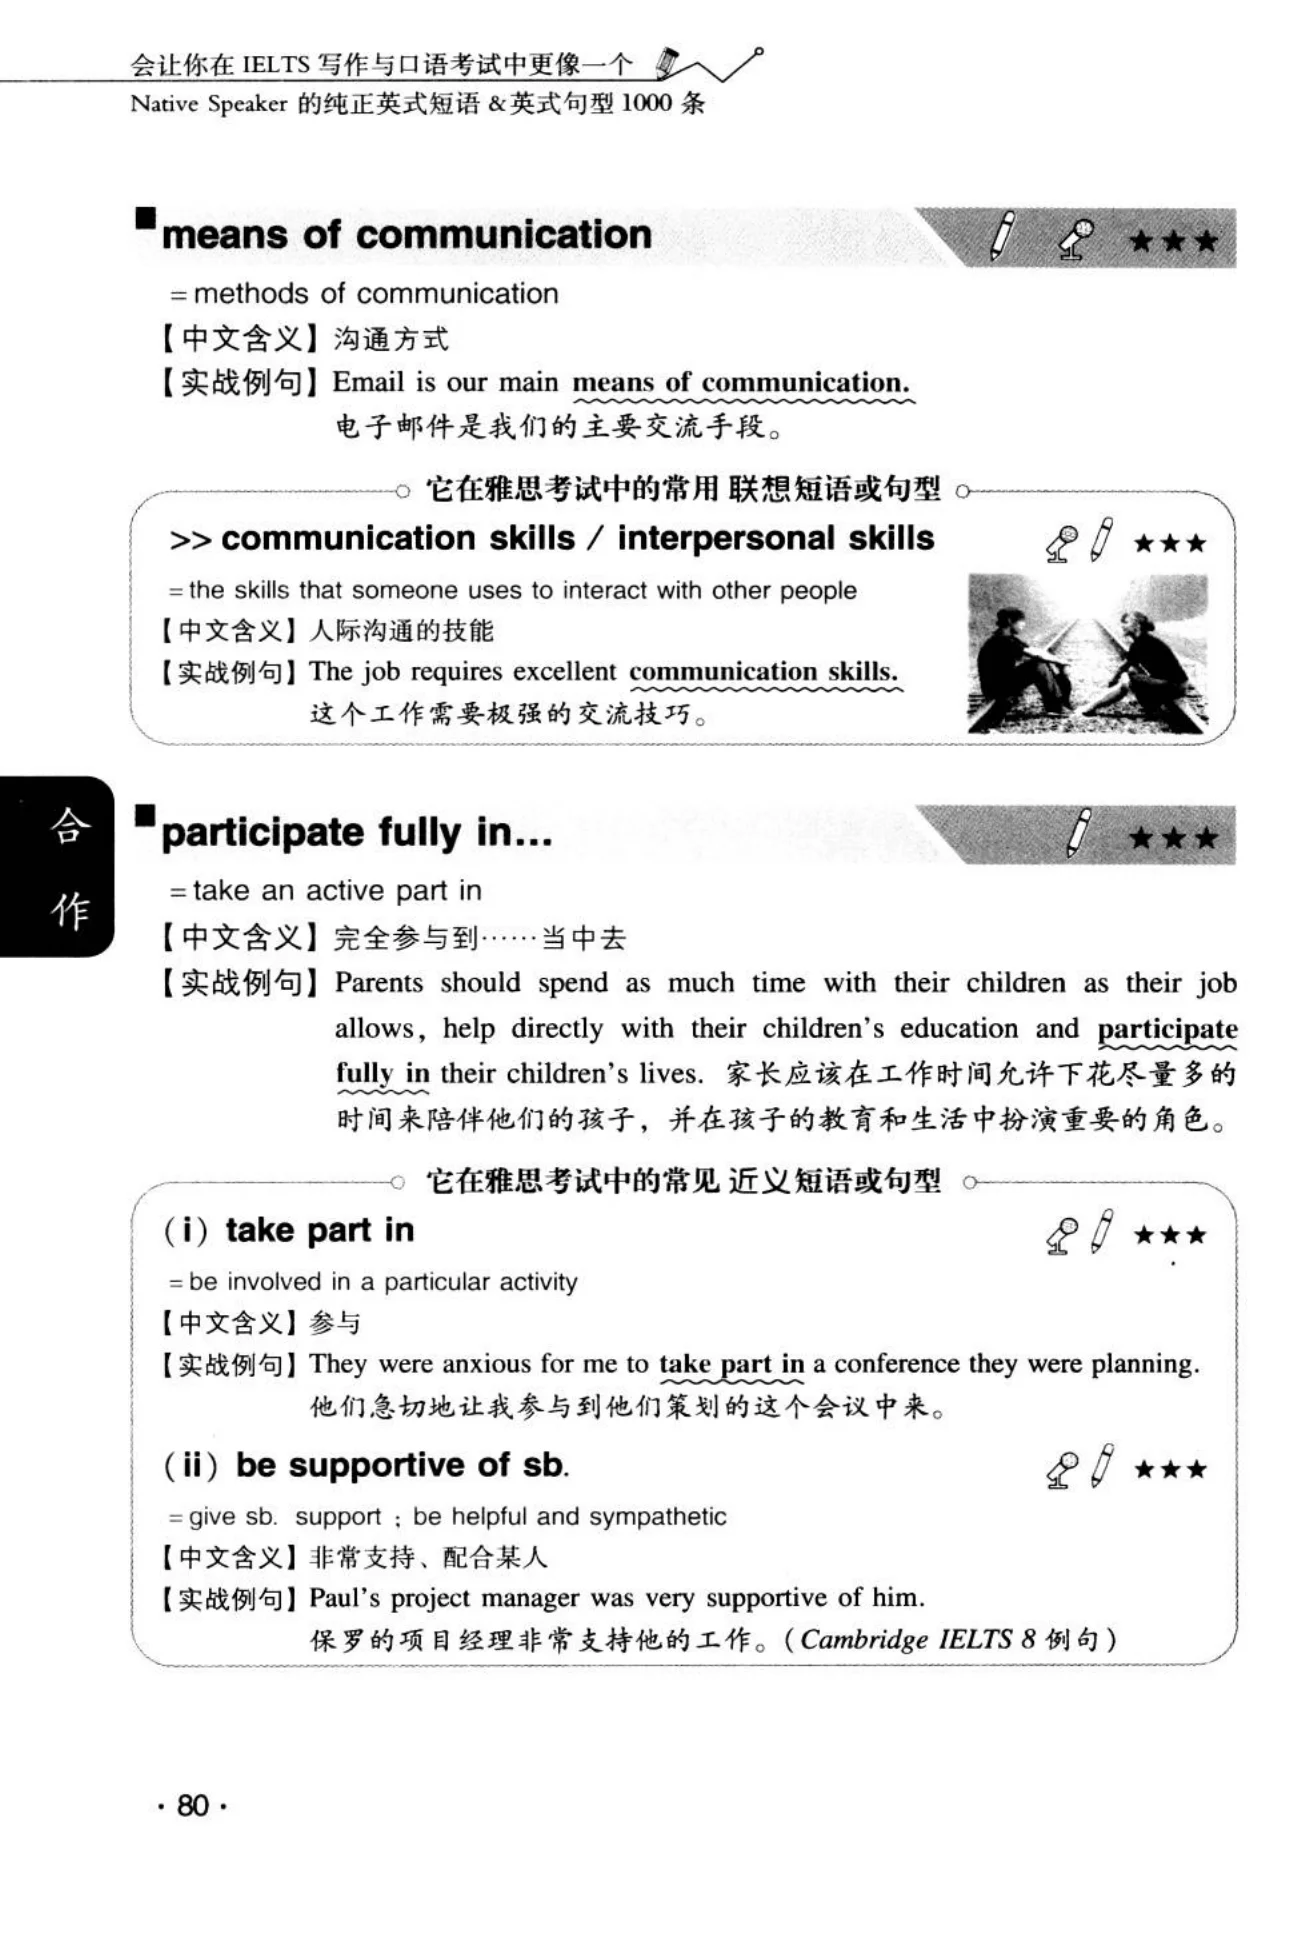 会让你在 IELTS 写作与口语考试中更像一个
Native Speaker 的纯正英式短语 & 英式句型 1000 条
means of communication
★★★
= methods of communication
【中文含义】沟通方式
【实战例句】Email is our main means of communication.
电子邮件是我们的主要交流手段。
它在雅思考试中的常用 联想短语或句型
>> communication skills / interpersonal skills
★★★
= the skills that someone uses to interact with other people
【中文含义】人际沟通的技能
【实战例句】The job requires excellent communication skills.
这个工作需要极强的交流技巧。
合
作
participate fully in...
★★★
= take an active part in
【中文含义】完全参与到……当中去
【实战例句】Parents should spend as much time with their children as their job
allows, help directly with their children's education and participate
fully in their children's lives. 家长应该在工作时间允许下花尽量多的
时间来陪伴他们的孩子，并在孩子的教育和生活中扮演重要的角色。
它在雅思考试中的常见 近义短语或句型
(i) take part in
★★★
= be involved in a particular activity
【中文含义】参与
【实战例句】They were anxious for me to take part in a conference they were planning.
他们急切地让我参与到他们策划的这个会议中来。
(ii) be supportive of sb.
★★★
= give sb. support ; be helpful and sympathetic
【中文含义】非常支持、配合某人
【实战例句】Paul's project manager was very supportive of him.
保罗的项目经理非常支持他的工作。(Cambridge IELTS 8 例句)
· 80 ·